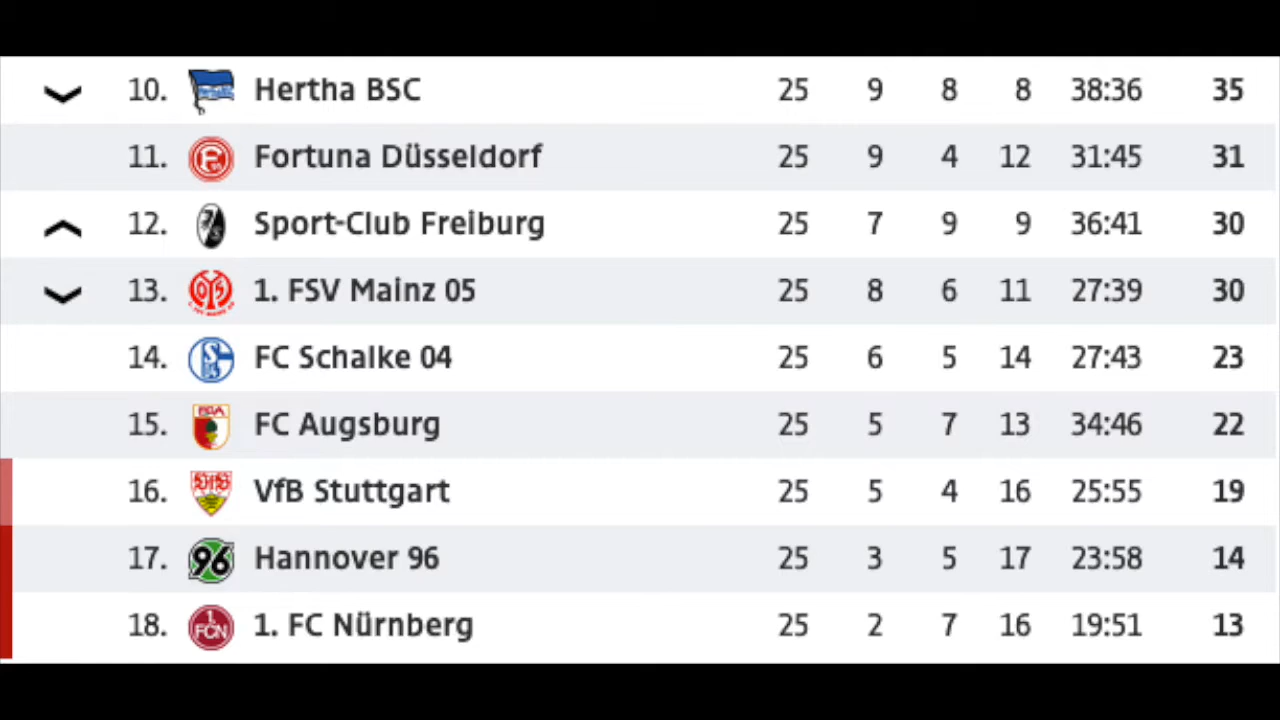 10. Hertha BSC 25 9 8 8 38:36 35
11. Fortuna Düsseldorf 25 9 4 12 31:45 31
12. Sport-Club Freiburg 25 7 9 9 36:41 30
13. 1. FSV Mainz 05 25 8 6 11 27:39 30
14. FC Schalke 04 25 6 5 14 27:43 23
15. FC Augsburg 25 5 7 13 34:46 22
16. VfB Stuttgart 25 5 4 16 25:55 19
17. 96 Hannover 96 25 3 5 17 23:58 14
18. 1. FCN 1. FC Nürnberg 25 2 7 16 19:51 13